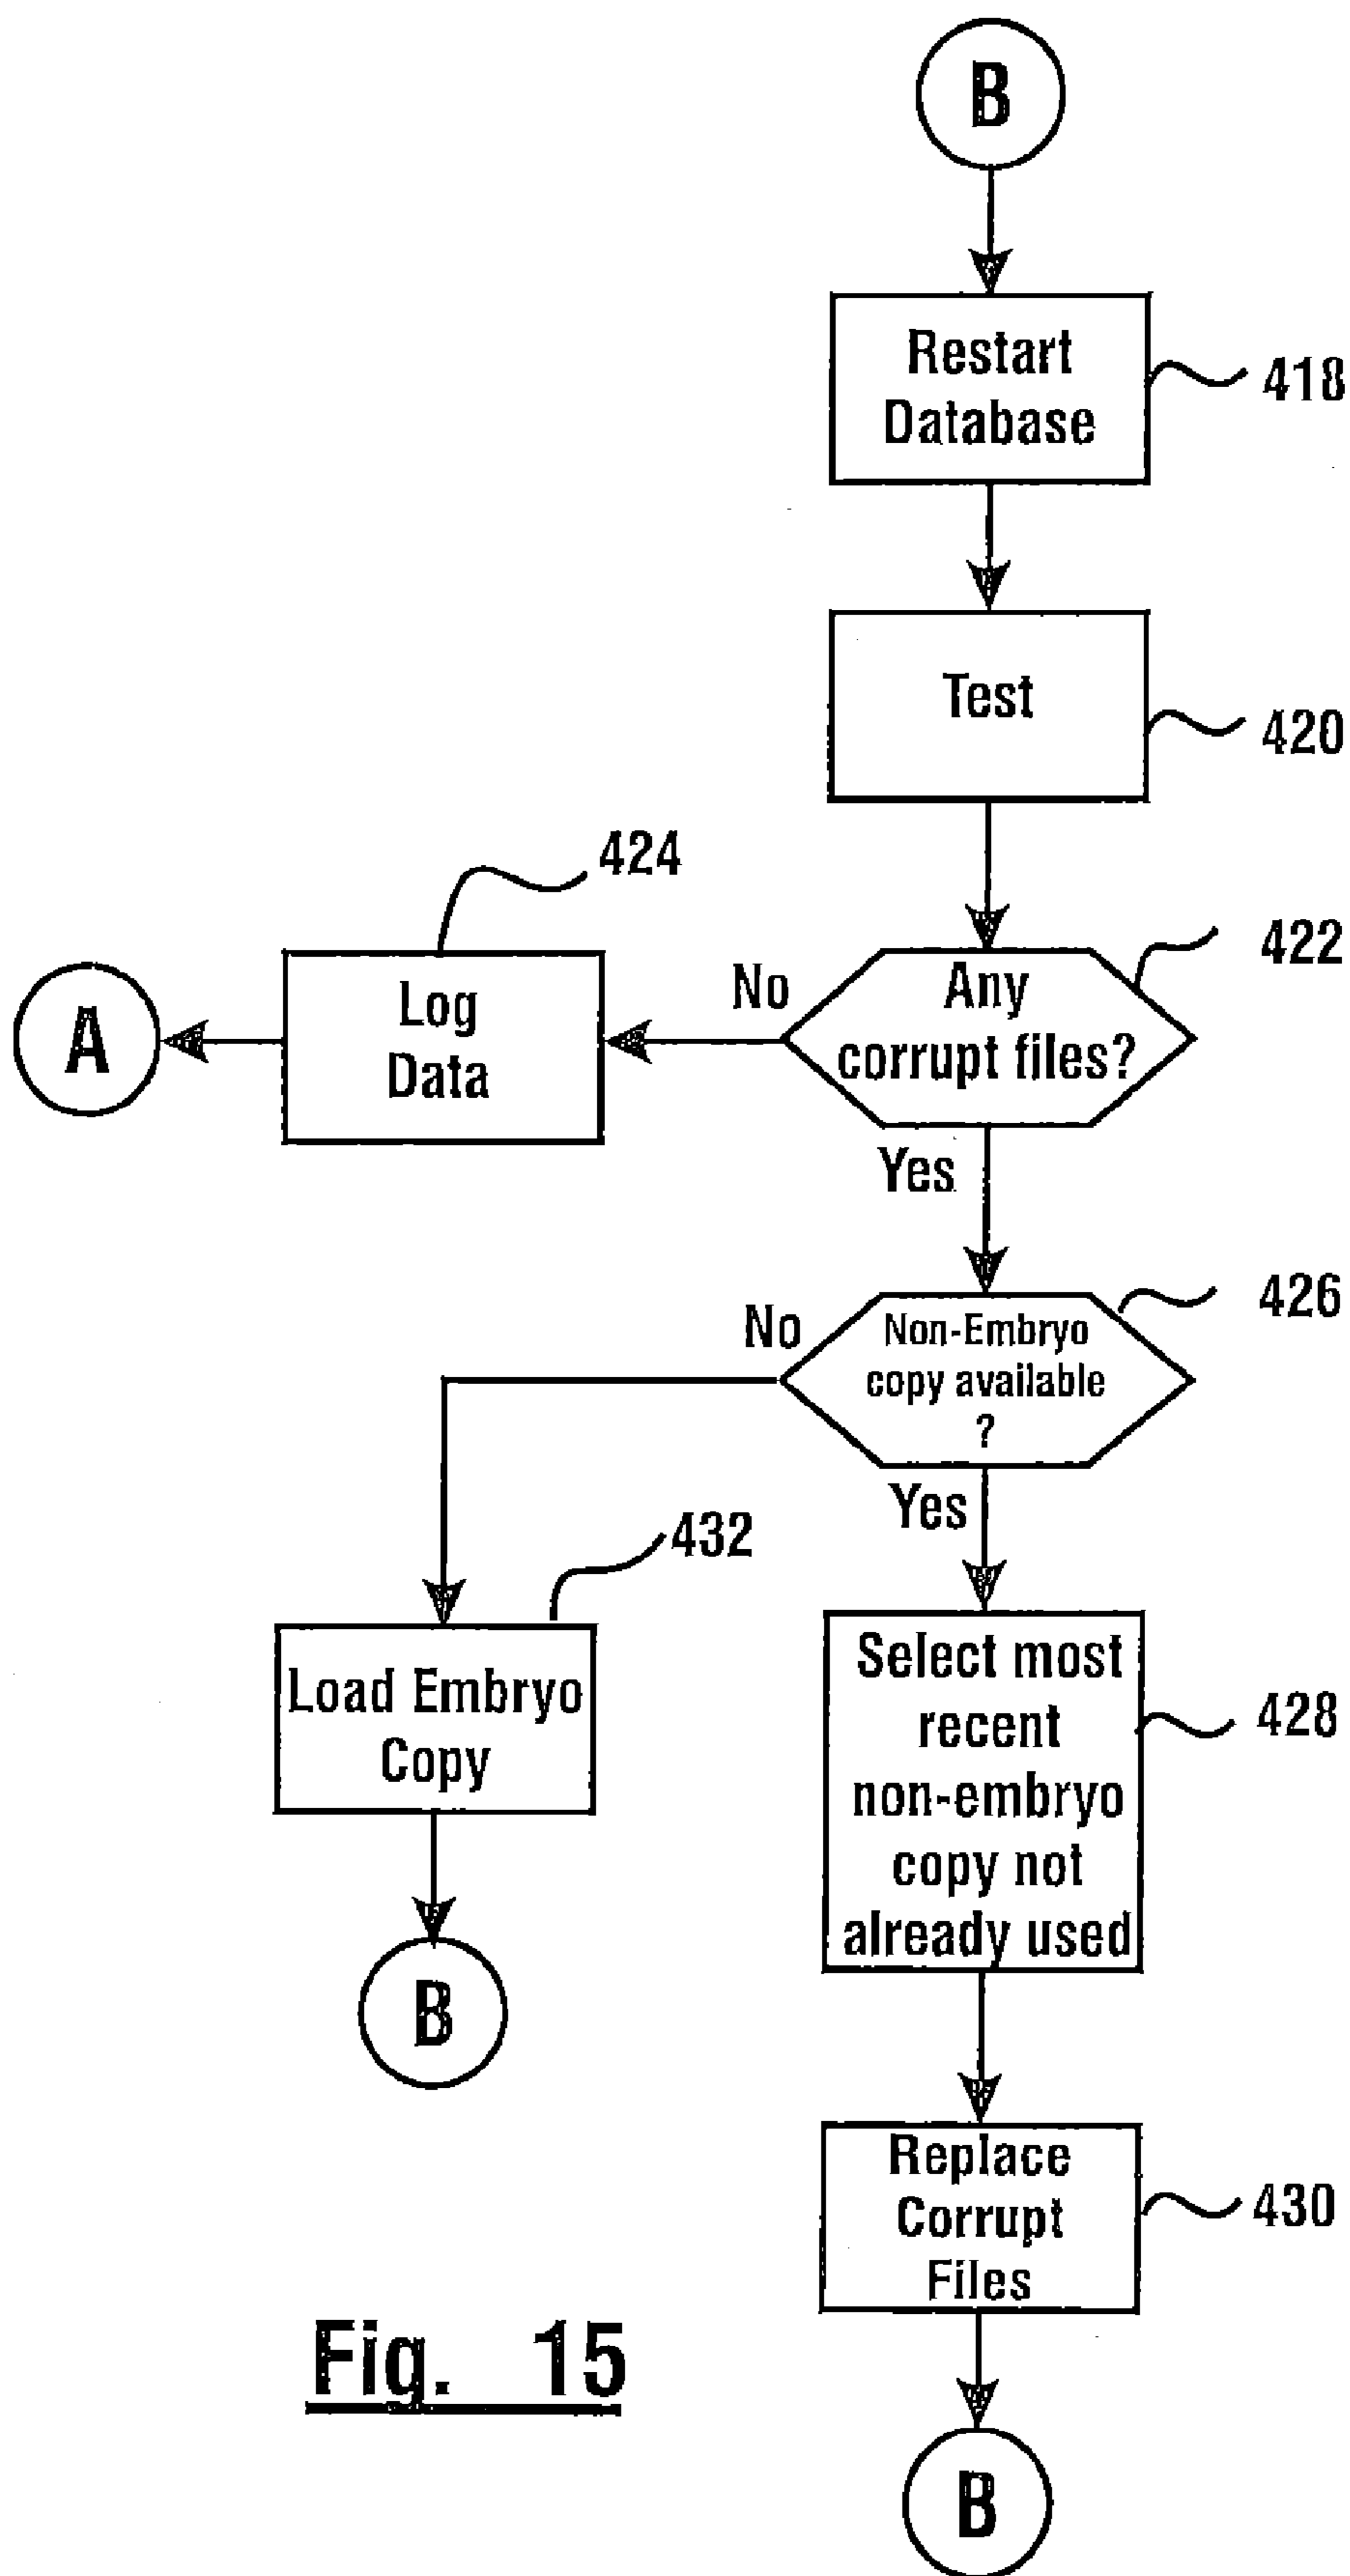 B
Restart
Database
418
Test
420
424
Any
corrupt files?
422
No
Log
Data
A
Yes
Non-Embryo
copy available
?
426
No
Yes
432
Load Embryo
Copy
B
Select most
recent
non-embryo
copy not
already used
428
Replace
Corrupt
Files
430
B
Fig. 15